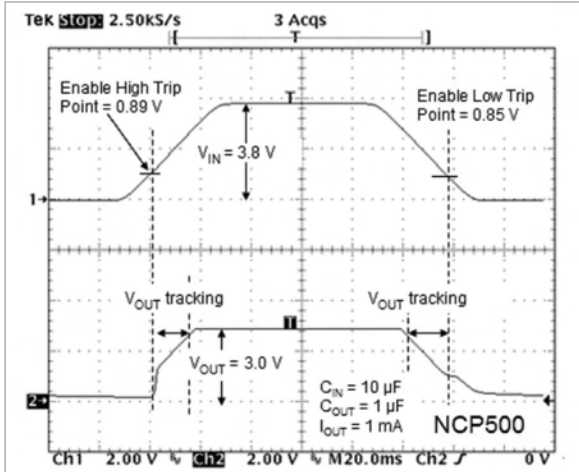 Tek Stop: 2.50kS/s 3 Acqs
T
T
Enable High Trip
Point = 0.89 V
Enable Low Trip
Point = 0.85 V
VIN = 3.8 V
1
VOUT tracking
VOUT tracking
T
VOUT = 3.0 V
CIN = 10 µF
COUT = 1 µF
IOUT = 1 mA
2
NCP500
Ch1 2.00 V Ch2 2.00 V M20.0ms Ch2 0 V